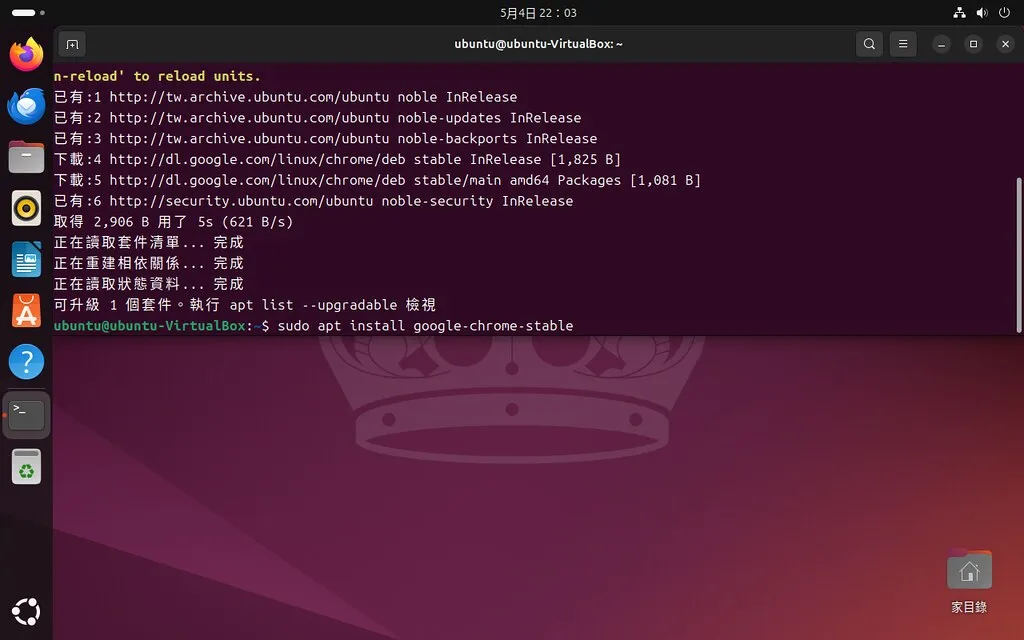 5月4日 22：03
ubuntu@ubuntu-VirtualBox: ~
n-reload' to reload units.
已有:1 http://tw.archive.ubuntu.com/ubuntu noble InRelease
已有:2 http://tw.archive.ubuntu.com/ubuntu noble-updates InRelease
已有:3 http://tw.archive.ubuntu.com/ubuntu noble-backports InRelease
下載:4 http://dl.google.com/linux/chrome/deb stable InRelease [1,825 B]
下載:5 http://dl.google.com/linux/chrome/deb stable/main amd64 Packages [1,081 B]
已有:6 http://security.ubuntu.com/ubuntu noble-security InRelease
取得 2,906 B 用了 5s (621 B/s)
正在讀取套件清單... 完成
正在重建相依關係... 完成
正在讀取狀態資料... 完成
可升級 1 個套件。執行 apt list --upgradable 檢視
ubuntu@ubuntu-VirtualBox:~$ sudo apt install google-chrome-stable
家目錄